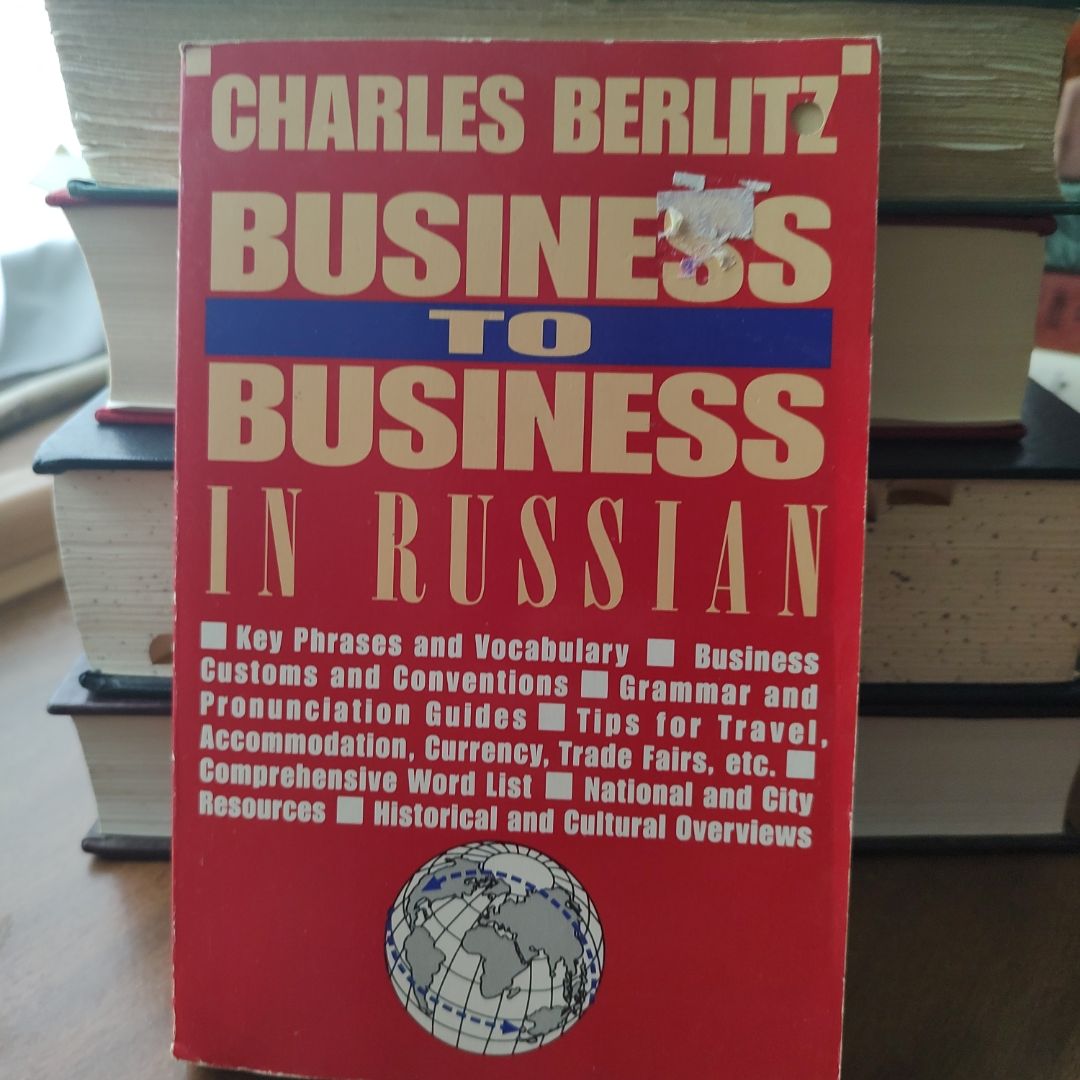 CHARLES BERLITZ
BUSINESS
TO
BUSINESS
IN RUSSIAN
Key Phrases and Vocabulary Business
Customs and Conventions Grammar and
Pronunciation Guides Tips for Travel,
Accommodation, Currency, Trade Fairs, etc.
Comprehensive Word List National and City
Resources Historical and Cultural Overviews